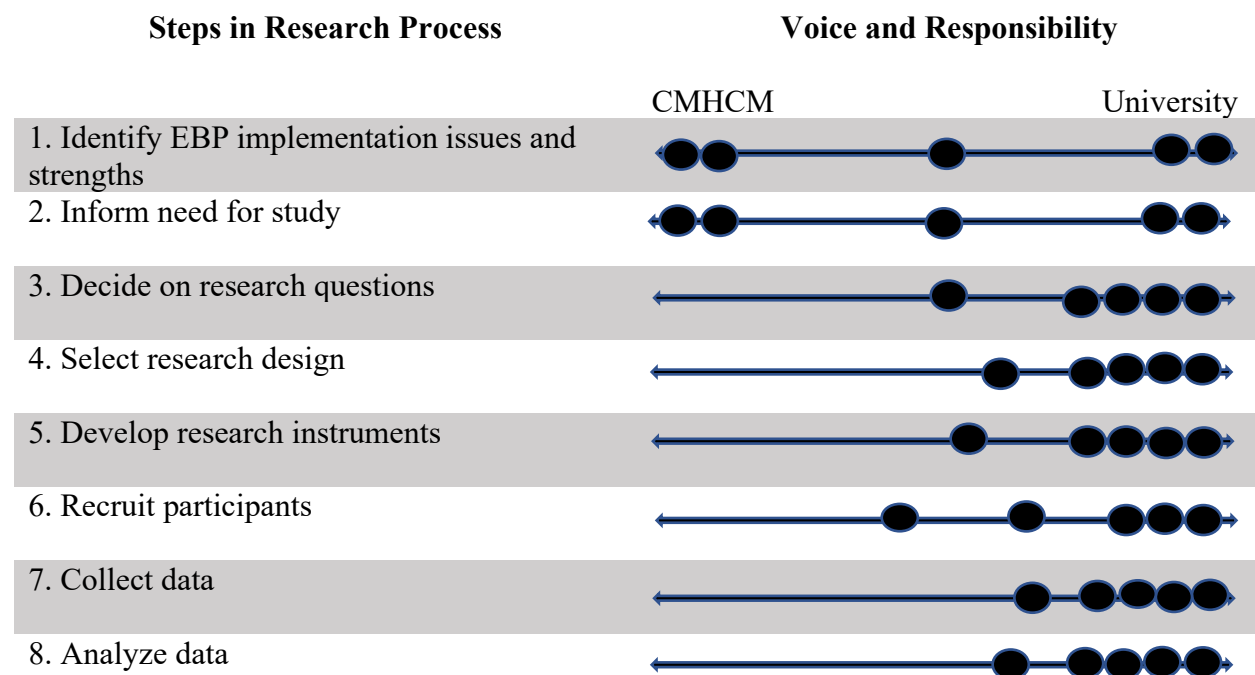 Steps in Research Process
Voice and Responsibility
CMHCM
University
1. Identify EBP implementation issues and
strengths
2. Inform need for study
3. Decide on research questions
4. Select research design
5. Develop research instruments
6. Recruit participants
7. Collect data
8. Analyze data